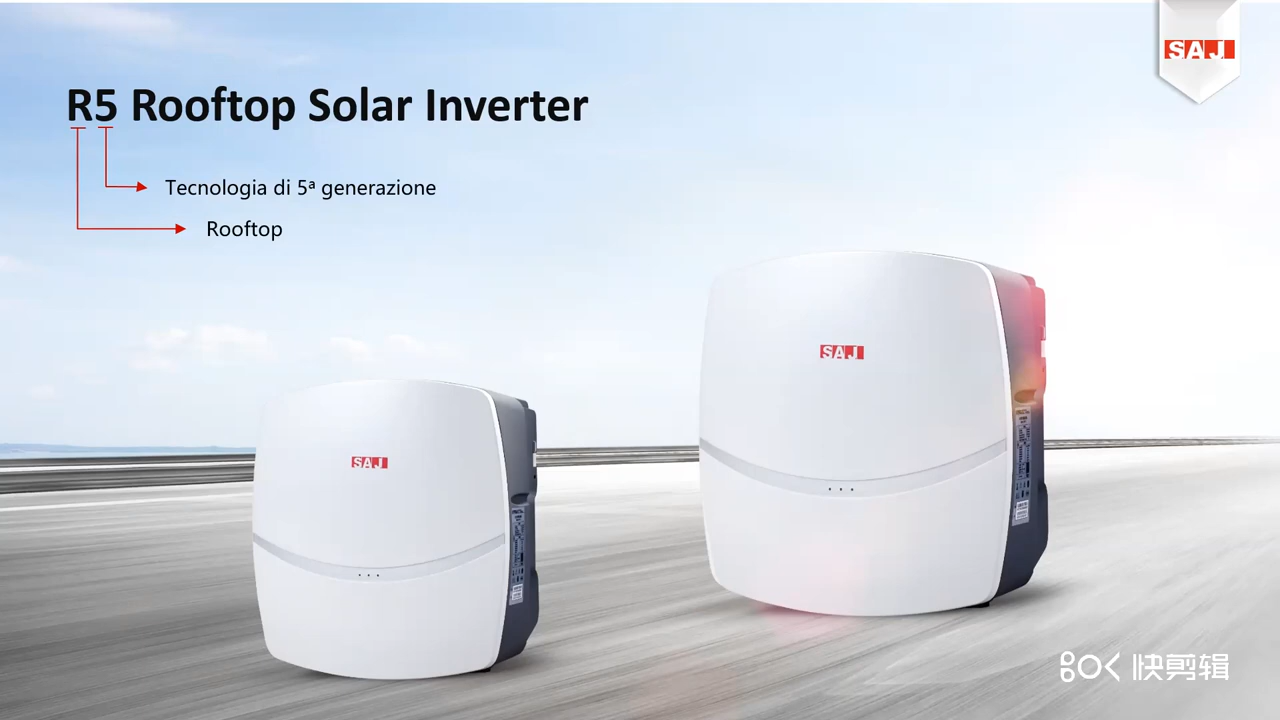 SAJ
R5 Rooftop Solar Inverter
Tecnologia di 5ª generazione
Rooftop
SAJ
SAJ
快剪辑